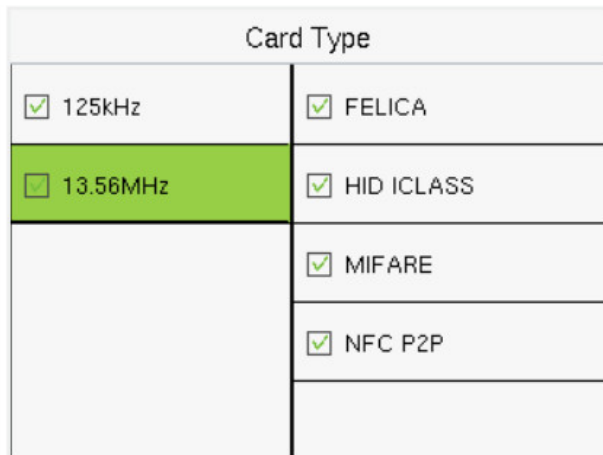 Card Type
125kHz
13.56MHz
FELICA
HID ICLASS
MIFARE
NFC P2P